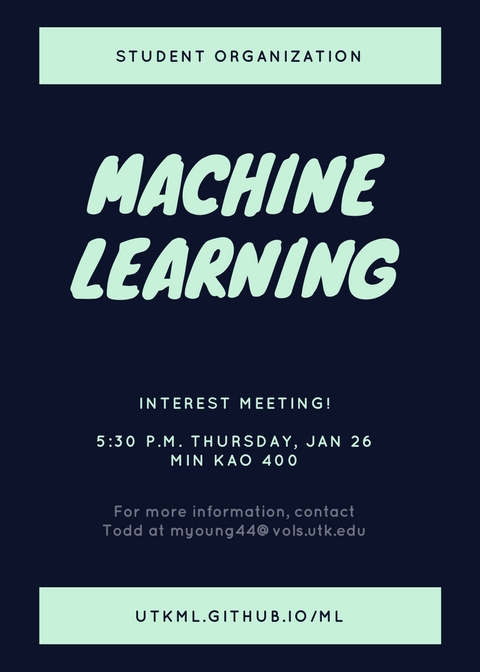 STUDENT ORGANIZATION
MACHINE
LEARNING
INTEREST MEETING!
5:30 P.M. THURSDAY, JAN 26
MIN KAO 400
For more information, contact
Todd at myoung44@vols.utk.edu
UTKML.GITHUB.IO/ML